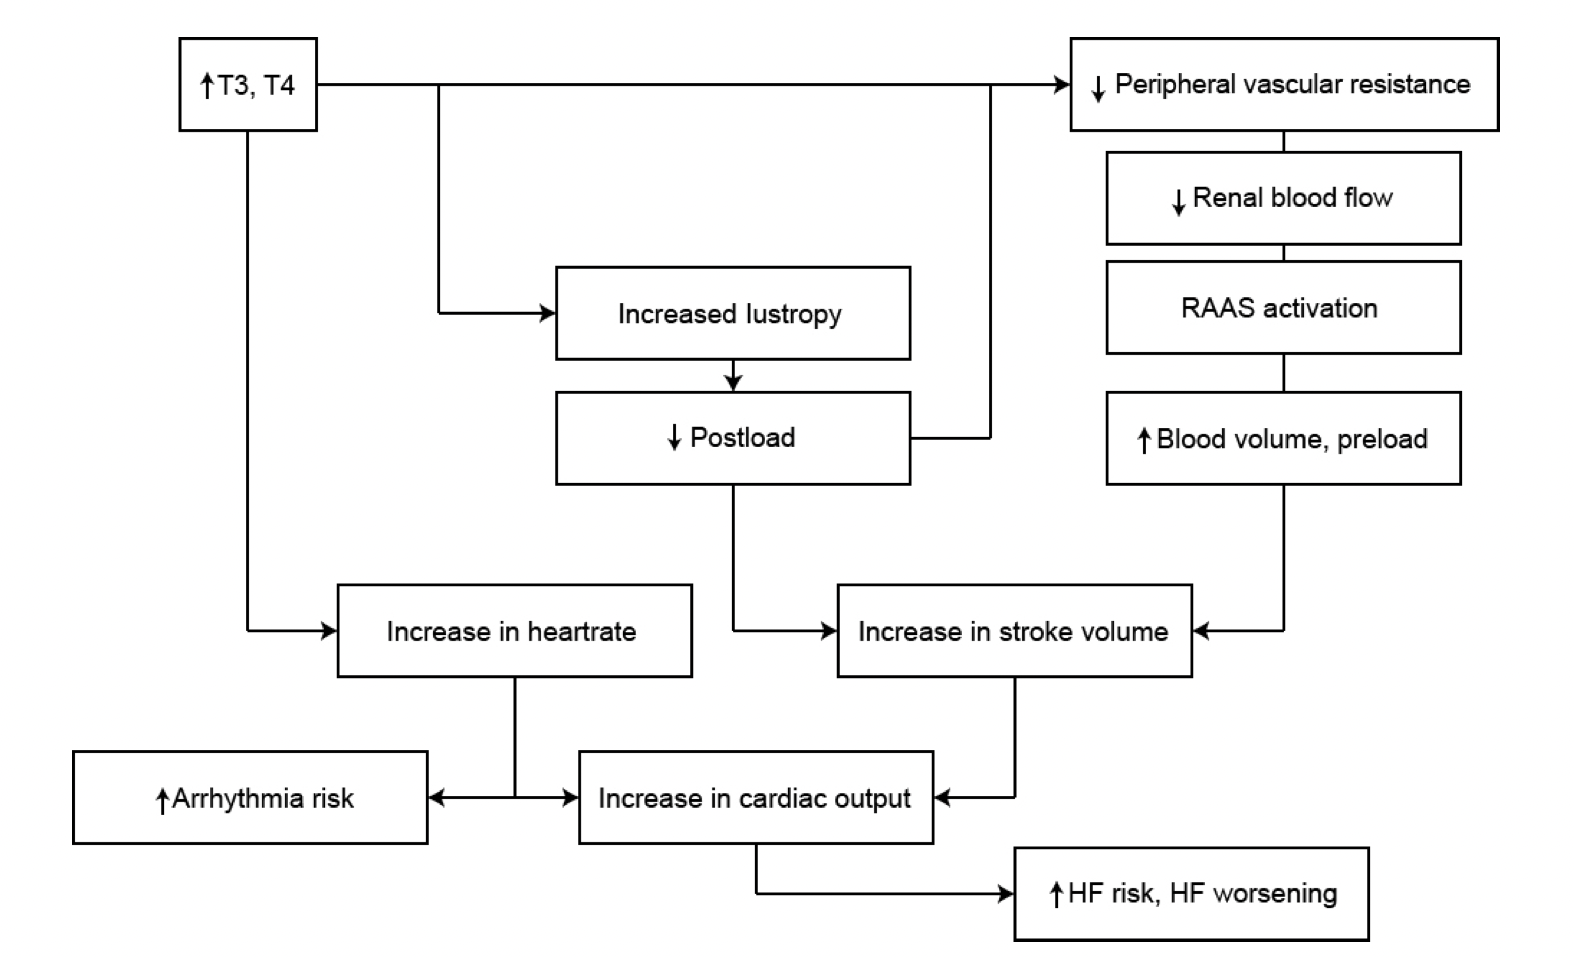 ↑T3, T4
↓ Peripheral vascular resistance
↓ Renal blood flow
Increased lustropy
RAAS activation
↓ Postload
↑Blood volume, preload
Increase in heartrate
Increase in stroke volume
↑Arrhythmia risk
Increase in cardiac output
↑HF risk, HF worsening